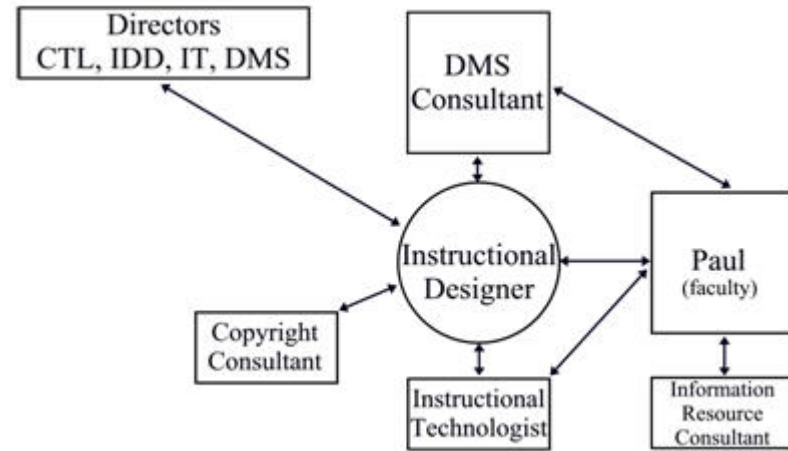 Directors
CTL, IDD, IT, DMS
DMS
Consultant
Instructional
Designer
Paul
(faculty)
Copyright
Consultant
Instructional
Technologist
Information
Resource
Consultant